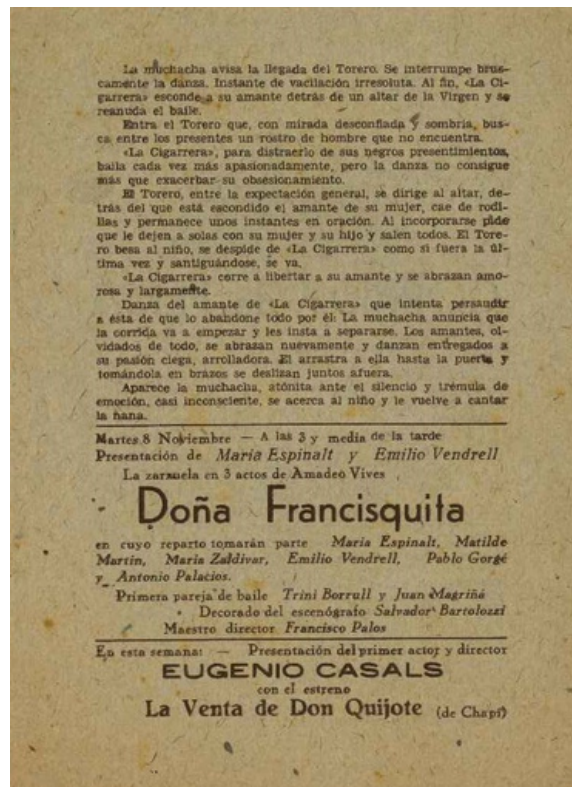 La muchacha avisa la llegada del Torero. Se interrumpe brus-
camente la danza. Instante de vacilación irresoluta. Al fin, «La Ci-
garrera» esconde a su amante detrás de un altar de la Virgen y se
reanuda el baile.
Entra el Torero que, con mirada desconfiada y sombría, bus-
ca entre los presentes un rostro de hombre que no encuentra.
«La Cigarrera», para distraerlo de sus negros presentimientos,
baila cada vez más apasionadamente, pero la danza no consigue
más que exacerbar su obsesionamiento.
El Torero, entre la expectación general, se dirige al altar, de-
trás del que está escondido el amante de su mujer, cae de rodi-
llas y permanece unos instantes en oración. Al incorporarse pide
que le dejen a solas con su mujer y su hijo y salen todos. El Tore-
ro besa al niño, se despide de «La Cigarrera» como si fuera la úl-
tima vez y santiguándose, se va.
«La Cigarrera» corre a libertar a su amante y se abrazan amo-
rosa y largamente.
Danza del amante de «La Cigarrera» que intenta persuadir
a ésta de que lo abandone todo por él: La muchacha anuncia que
la corrida va a empezar y les insta a separarse. Los amantes, ol-
vidados de todo, se abrazan nuevamente y danzan entregados a
su pasión ciega, arrolladora. El arrastra a ella hasta la puerta y
tomándola en brazos se deslizan juntos afuera.
Aparece la muchacha, atónita ante el silencio y trémula de
emoción, casi inconsciente, se acerca al niño y le vuelve a cantar
la nana.
Martes 8 Noviembre — A las 3 y media de la tarde
Presentación de María Espinalt y Emilio Vendrell
La zarzuela en 3 actos de Amadeo Vives
Doña Francisquita
en cuyo reparto tomarán parte María Espinalt, Matilde
Martín, María Zaldívar, Emilio Vendrell, Pablo Gorgé
y Antonio Palacios.
Primera pareja de baile Trini Borrull y Juan Magriñá
Decorado del escenógrafo Salvador Bartolozzi
Maestro director Francisco Palos
En esta semana: — Presentación del primer actor y director
EUGENIO CASALS
con el estreno
La Venta de Don Quijote (de Chapí)